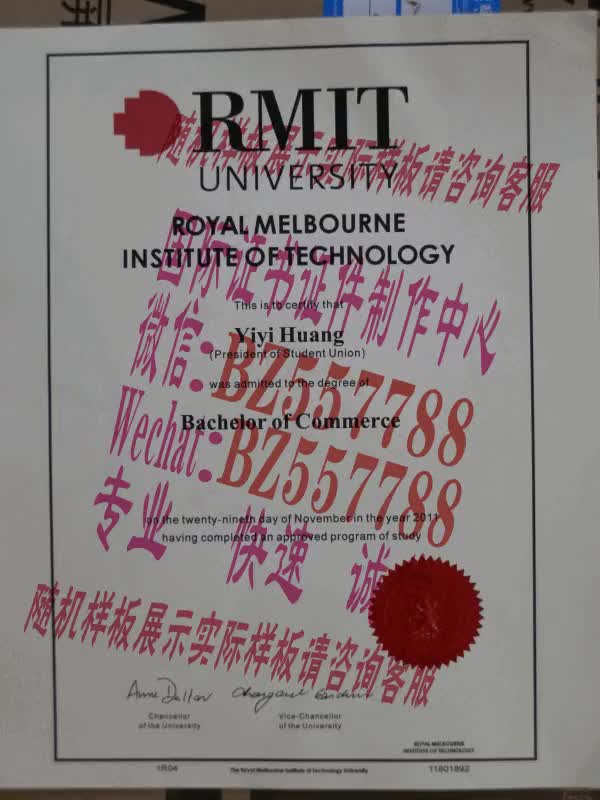 RMIT
UNIVERSITY
随机样板展示实际样板请咨询客服
ROYAL MELBOURNE
INSTITUTE OF TECHNOLOGY
国际证书证件制作中心
This is to certify that
Yiyi Huang
(President of Student Union)
微信:BZ557788
was admitted to the degree of
Bachelor of Commerce
Wechat:BZ557788
专业 快速 诚
on the twenty-nineth day of November in the year 2011
having completed an approved program of study
随机样板展示实际样板请咨询客服
Chancellor
of the University
Vice-Chancellor
of the University
ROYAL MELBOURNE
INSTITUTE OF TECHNOLOGY
1R04
The Royal Melbourne Institute of Technology University
11801892